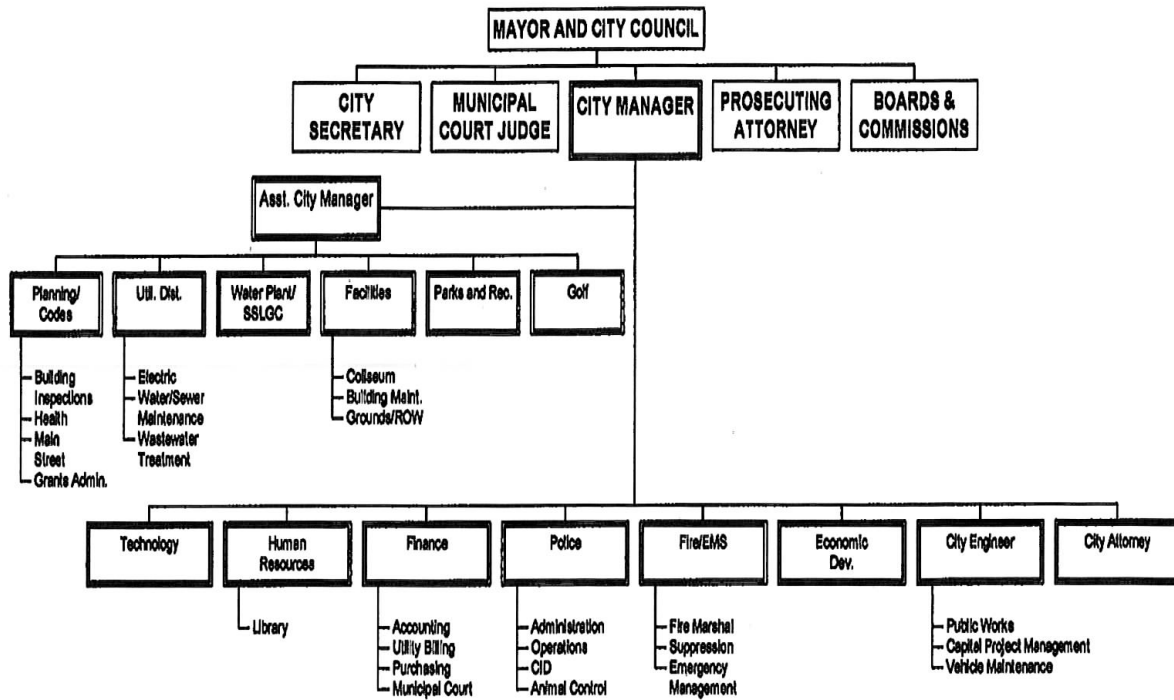 MAYOR AND CITY COUNCIL
CITY
SECRETARY
MUNICIPAL
COURT JUDGE
CITY MANAGER
PROSECUTING
ATTORNEY
BOARDS &
COMMISSIONS
Asst. City Manager
Planning/
Codes
Util. Dist.
Water Plant/
SSLGC
Facilities
Parks and Rec.
Golf
Building
Inspections
Health
Main
Street
Grants Admin.
Electric
Water/Sewer
Maintenance
Wastewater
Treatment
Coliseum
Building Maint.
Grounds/ROW
Technology
Human
Resources
Finance
Police
Fire/EMS
Economic
Dev.
City Engineer
City Attorney
Library
Accounting
Utility Billing
Purchasing
Municipal Court
Administration
Operations
CID
Animal Control
Fire Marshal
Suppression
Emergency
Management
Public Works
Capital Project Management
Vehicle Maintenance